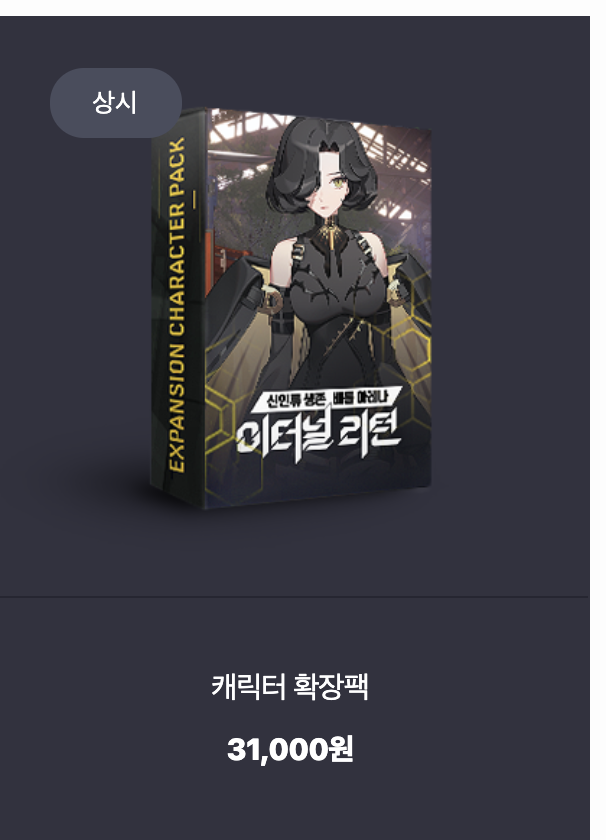 상시
EXPANSION CHARACTER PACK
신인류 생존 배틀 아레나
이터널 리턴
캐릭터 확장팩
31,000원